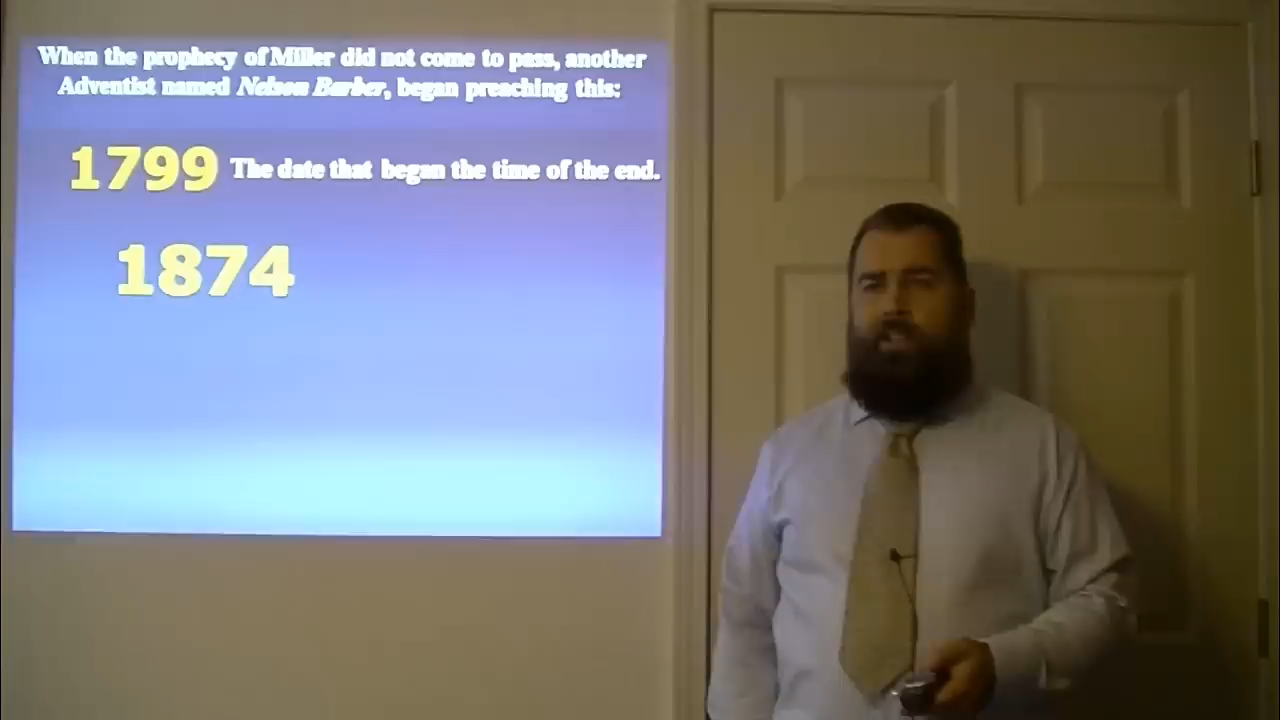 When the prophecy of Miller did not come to pass, another
Adventist named Nelson Barber, began preaching this:
1799 The date that began the time of the end.
1874